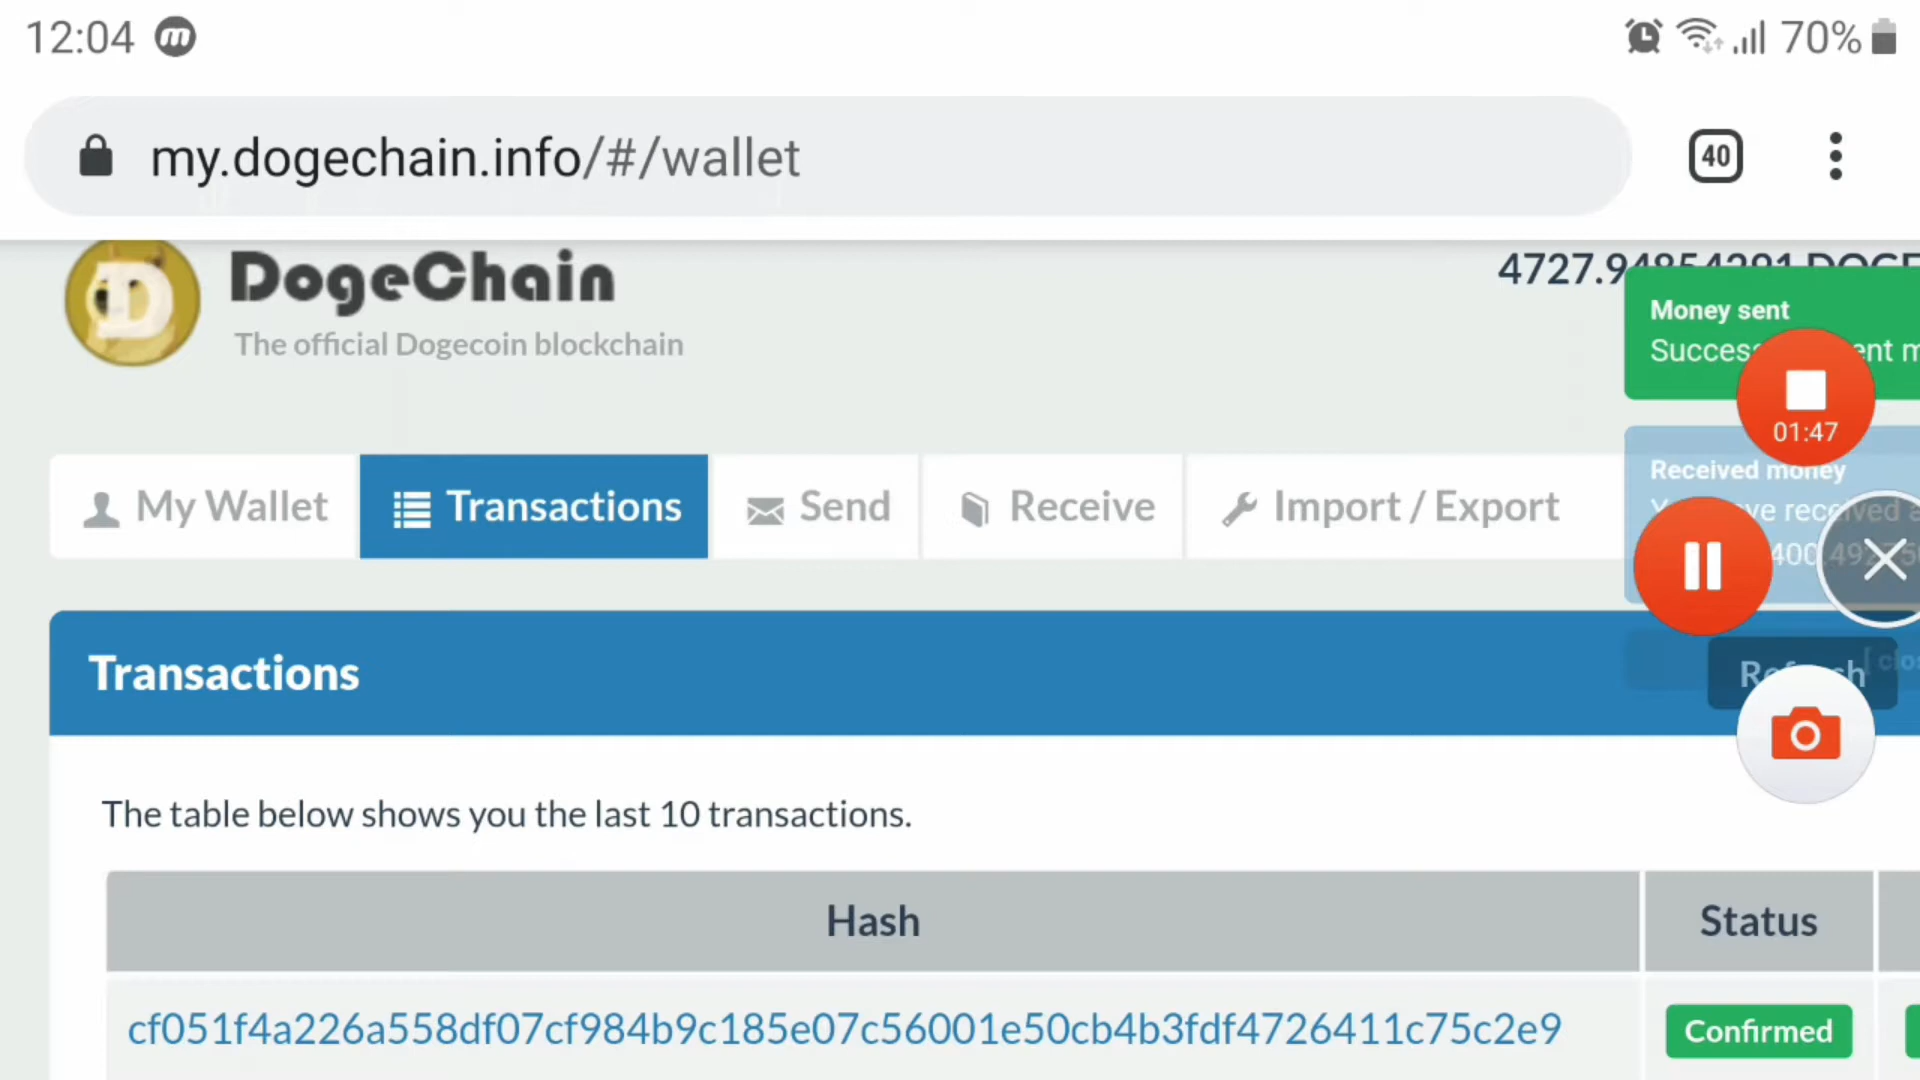 12:04
70%
my.dogechain.info/#/wallet
40
DogeChain
The official Dogecoin blockchain
Money sent
01:47
Received money
My Wallet
Transactions
Send
Receive
Import / Export
Transactions
The table below shows you the last 10 transactions.
Hash
Status
cf051f4a226a558df07cf984b9c185e07c56001e50cb4b3fdf4726411c75c2e9
Confirmed